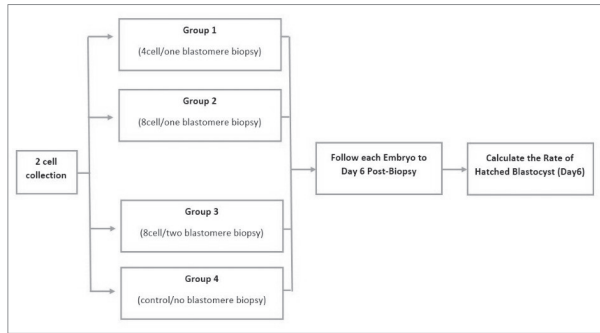 Group 1
(4cell/one blastomere biopsy)
Group 2
(8cell/one blastomere biopsy)
2 cell
collection
Follow each Embryo to
Day 6 Post-Biopsy
Calculate the Rate of
Hatched Blastocyst (Day6)
Group 3
(8cell/two blastomere biopsy)
Group 4
(control/no blastomere biopsy)